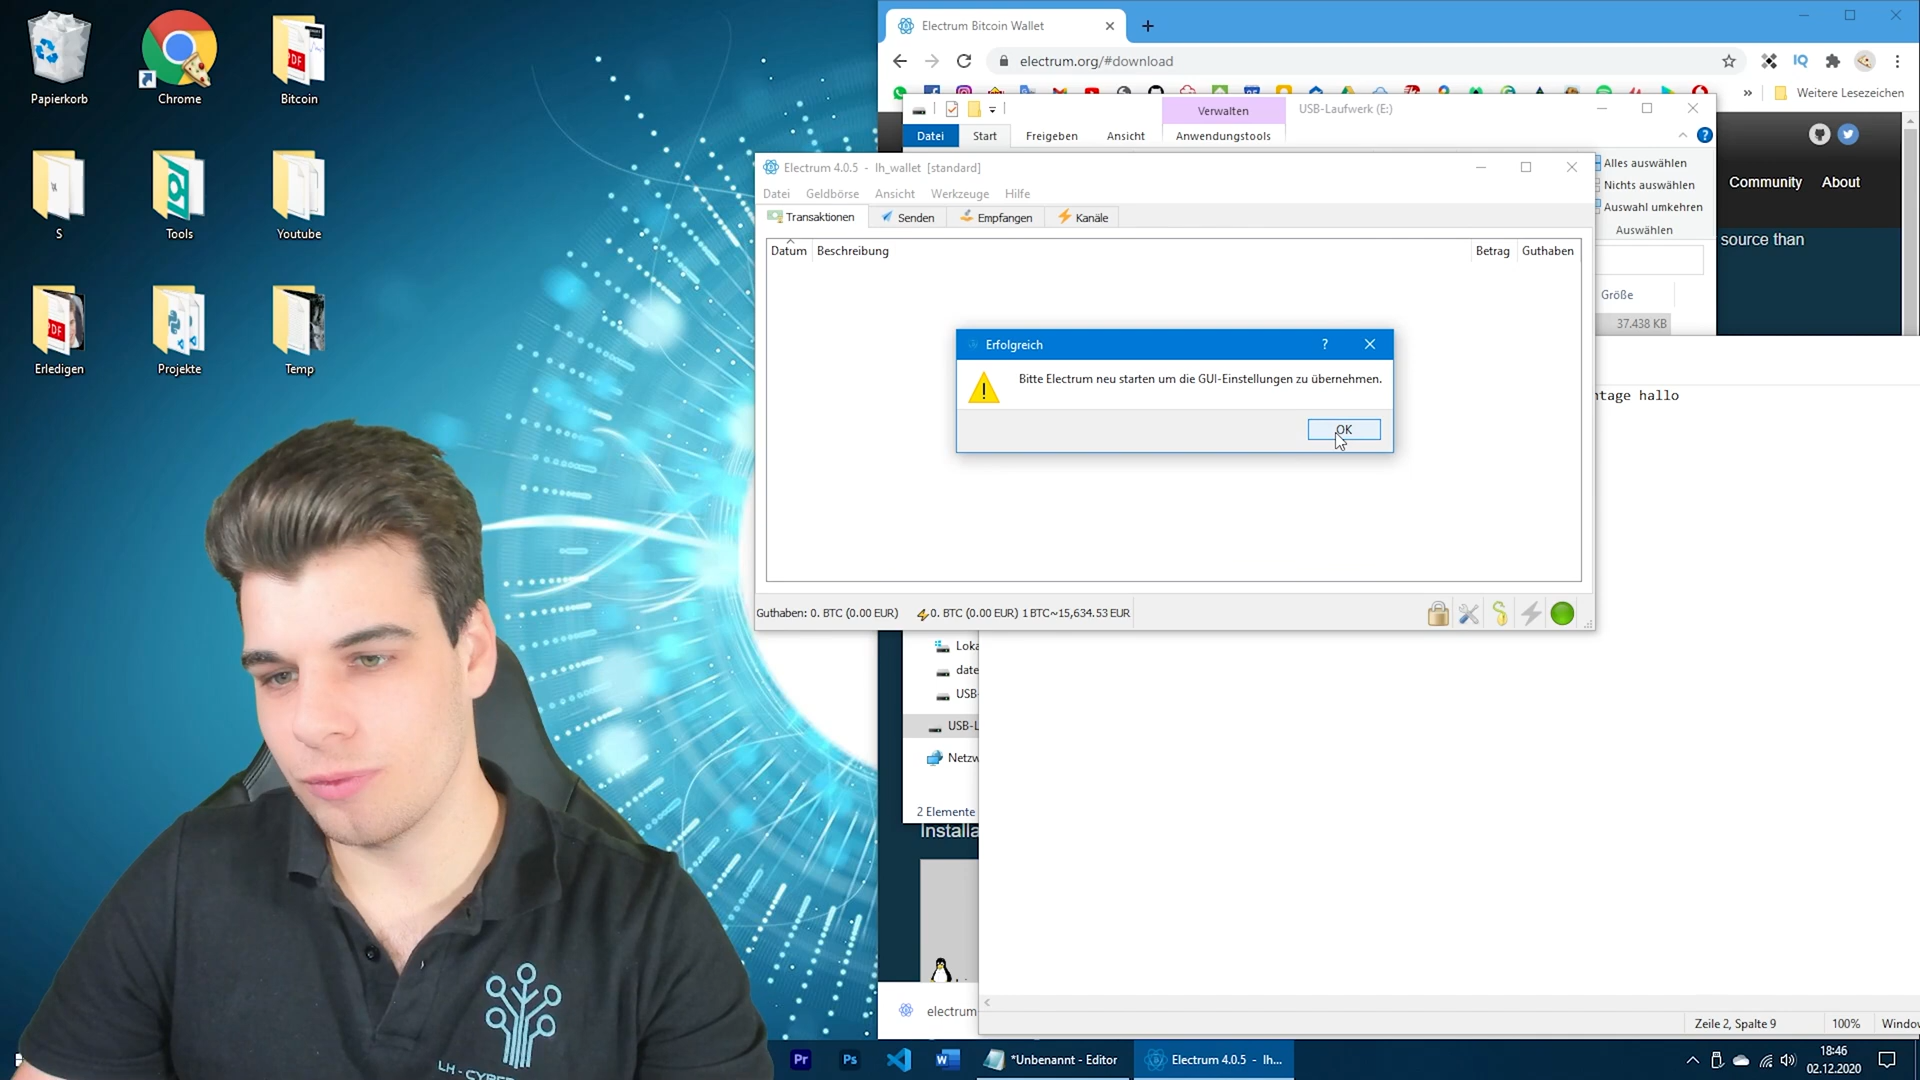 Papierkorb
Chrome
Bitcoin
S
Tools
Youtube
Erledigen
Projekte
Temp
Electrum Bitcoin Wallet
electrum.org/#download
IQ
Weitere Lesezeichen
Verwalten
USB-Laufwerk (E:)
Datei
Start
Freigeben
Ansicht
Anwendungstools
Alles auswählen
Nichts auswählen
Auswahl umkehren
Auswählen
Community
About
source than
Größe
37.438 KB
Electrum 4.0.5 - lh_wallet [standard]
Datei
Geldbörse
Ansicht
Werkzeuge
Hilfe
Transaktionen
Senden
Empfangen
Kanäle
Datum
Beschreibung
Betrag
Guthaben
Erfolgreich
Bitte Electrum neu starten um die GUI-Einstellungen zu übernehmen.
OK
ntage hallo
Guthaben: 0. BTC (0.00 EUR)
0. BTC (0.00 EUR) 1 BTC~15,634.53 EUR
Loka
date
USB-
USB-L
Netzw
2 Elemente
Installa
electrum
Zeile 2, Spalte 9
100%
Window
Pr
Ps
*Unbenannt - Editor
Electrum 4.0.5 - lh...
18:46
02.12.2020
LH-CYBE